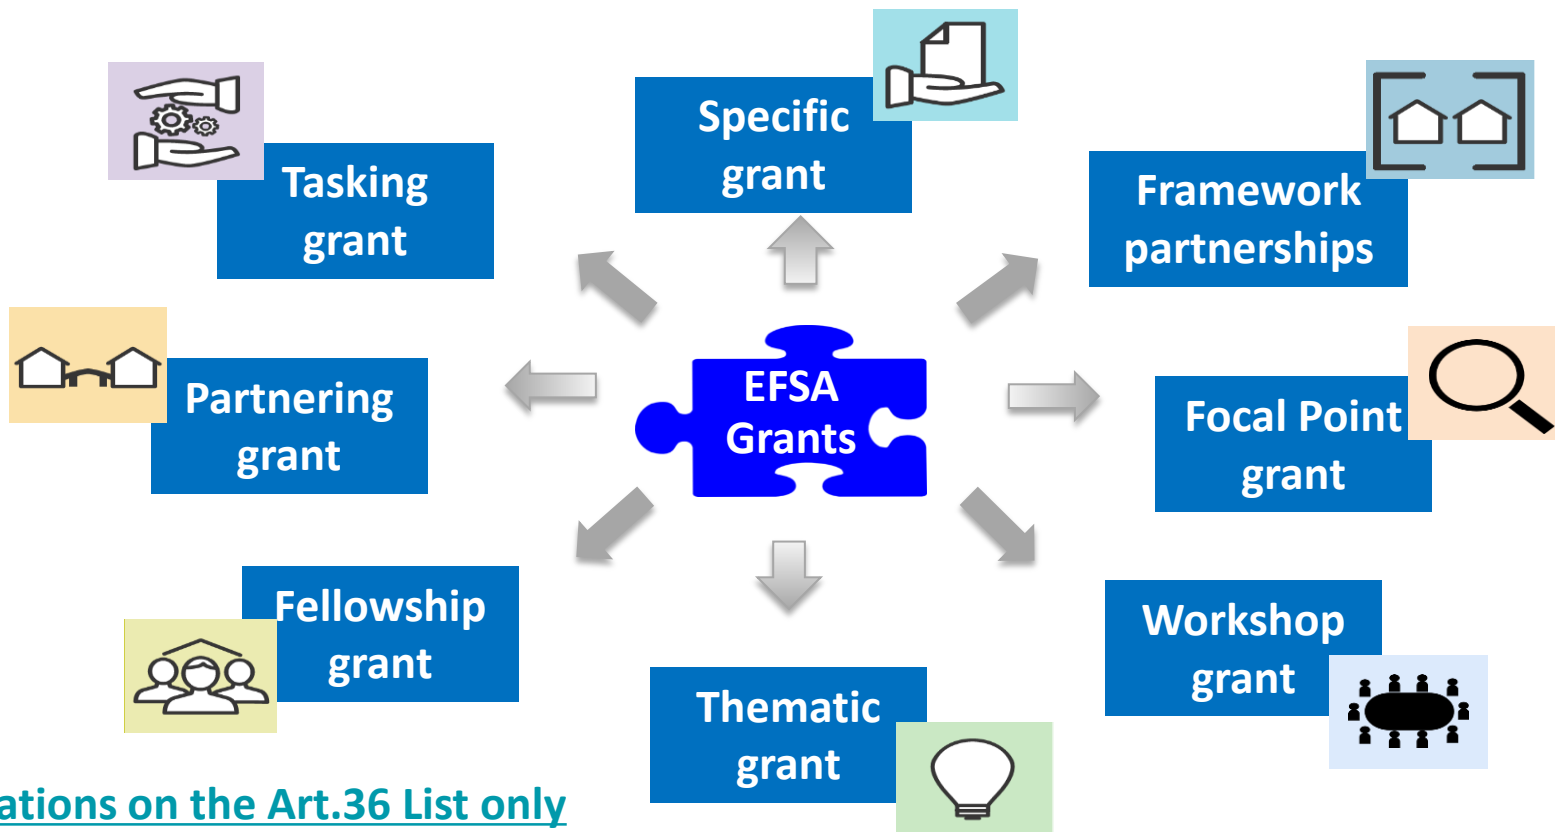 Specific
grant
Tasking
grant
Framework
partnerships
Partnering
grant
EFSA
Grants
Focal Point
grant
Fellowship
grant
Workshop
grant
Thematic
grant
on the Art.36 List only